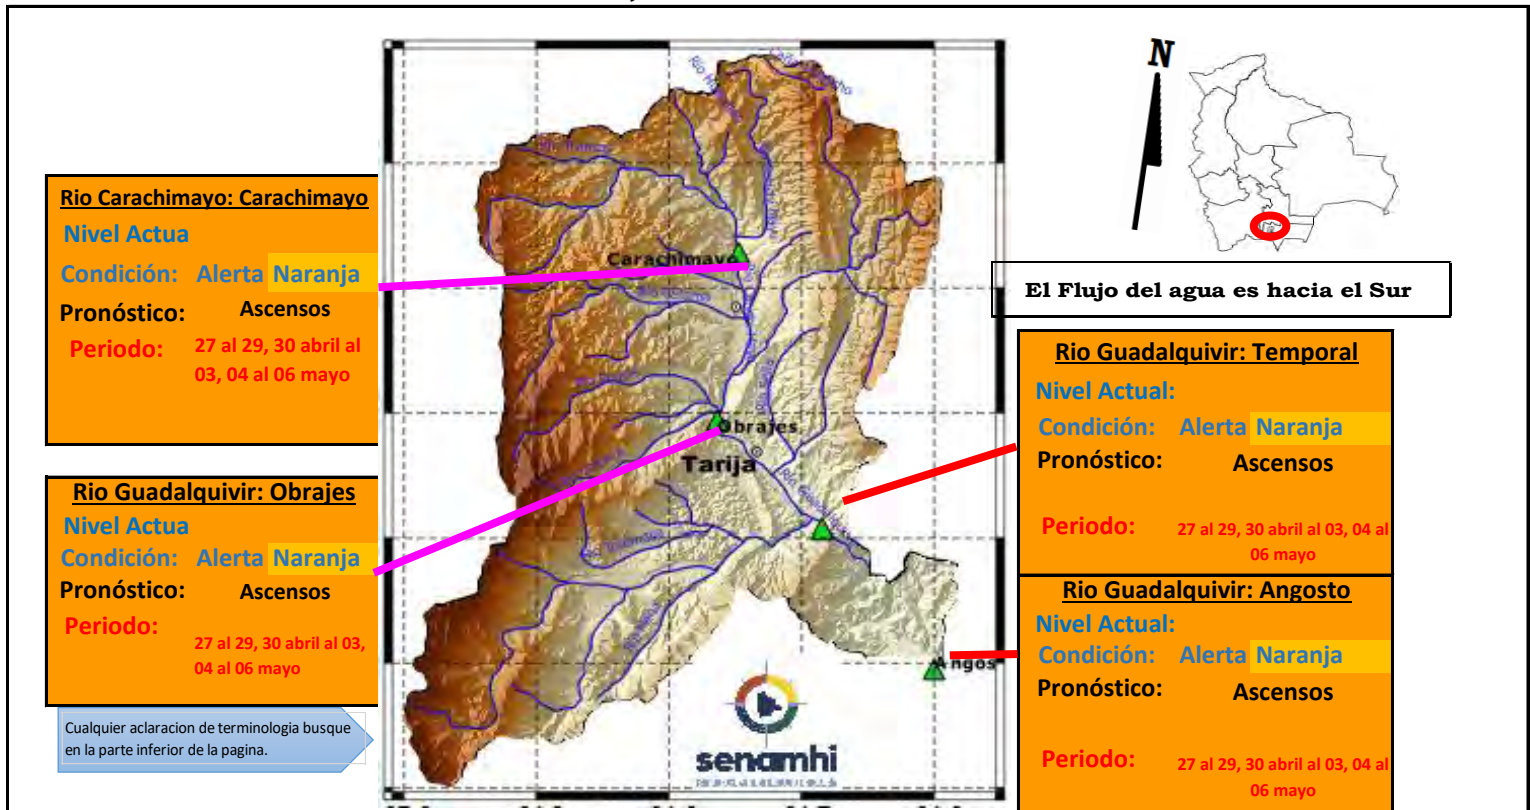 Rio Carachimayo: Carachimayo
Nivel Actua
Condición: Alerta Naranja
Pronóstico: Ascensos
Periodo: 27 al 29, 30 abril al
03, 04 al 06 mayo
Rio Guadalquivir: Obrajes
Nivel Actua
Condición: Alerta Naranja
Pronóstico: Ascensos
Periodo:
27 al 29, 30 abril al 03,
04 al 06 mayo
Cualquier aclaracion de terminologia busque
en la parte inferior de la pagina.
Carachimayo
Obrajes
Tarija
Angos
senamhi
N
El Flujo del agua es hacia el Sur
Rio Guadalquivir: Temporal
Nivel Actual:
Condición: Alerta Naranja
Pronóstico: Ascensos
Periodo: 27 al 29, 30 abril al 03, 04 al
06 mayo
Rio Guadalquivir: Angosto
Nivel Actual:
Condición: Alerta Naranja
Pronóstico: Ascensos
Periodo: 27 al 29, 30 abril al 03, 04 al
06 mayo